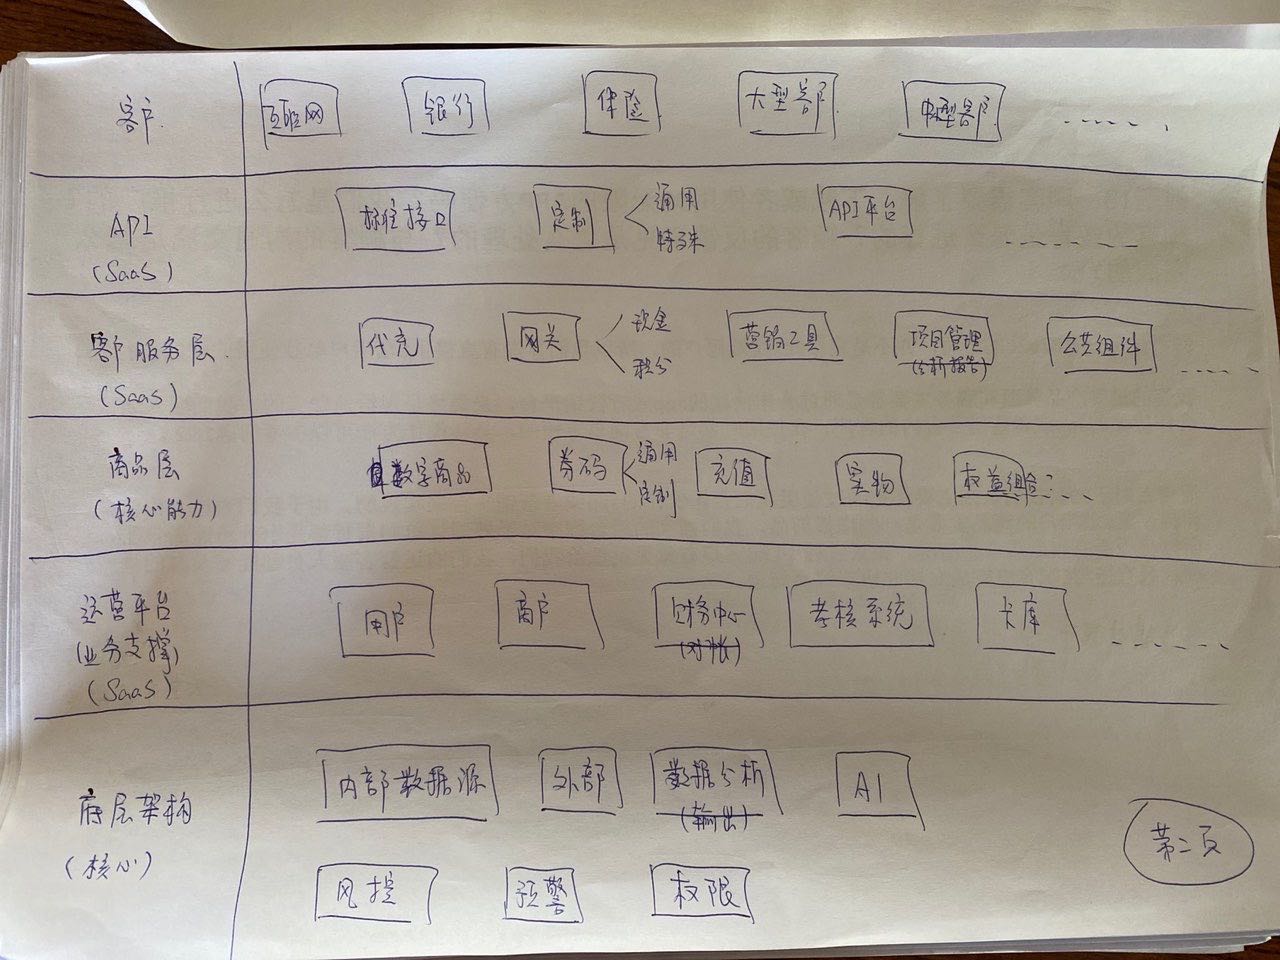 客户
互联网
银行
保险
大型客户
中型客户
......
API
(SaaS)
标准接口
定制
通用
特殊
API平台
......
客户服务层
(SaaS)
代充
网关
现金
积分
营销工具
项目管理
(分析报告)
公共组件
......
商品层
(核心能力)
数字商品
券码
通用
定制
充值
实物
权益组合
......
运营平台
(业务支撑)
(SaaS)
用户
商户
财务中心
(对帐)
考核系统
卡库
......
底层架构
(核心)
内部数据源
外部
数据分析
(输出)
AI
风控
预警
权限
第二页